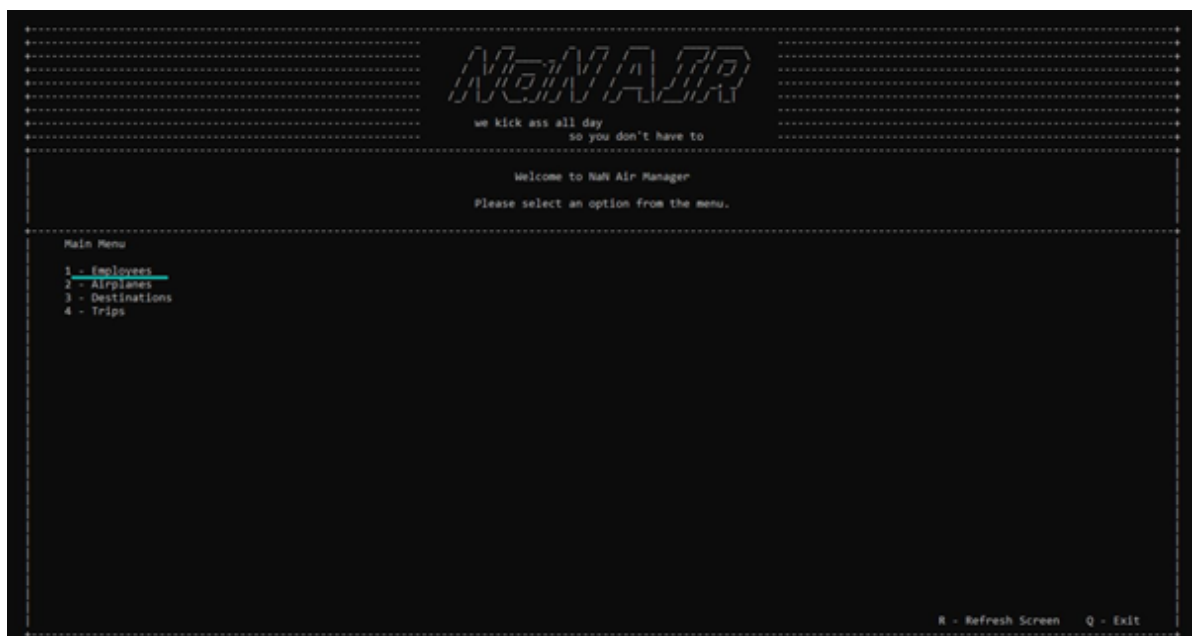 NaN AIR
we kick ass all day
so you don't have to
Welcome to NaN Air Manager
Please select an option from the menu.
Main Menu
1 - Employees
2 - Airplanes
3 - Destinations
4 - Trips
R - Refresh Screen Q - Exit